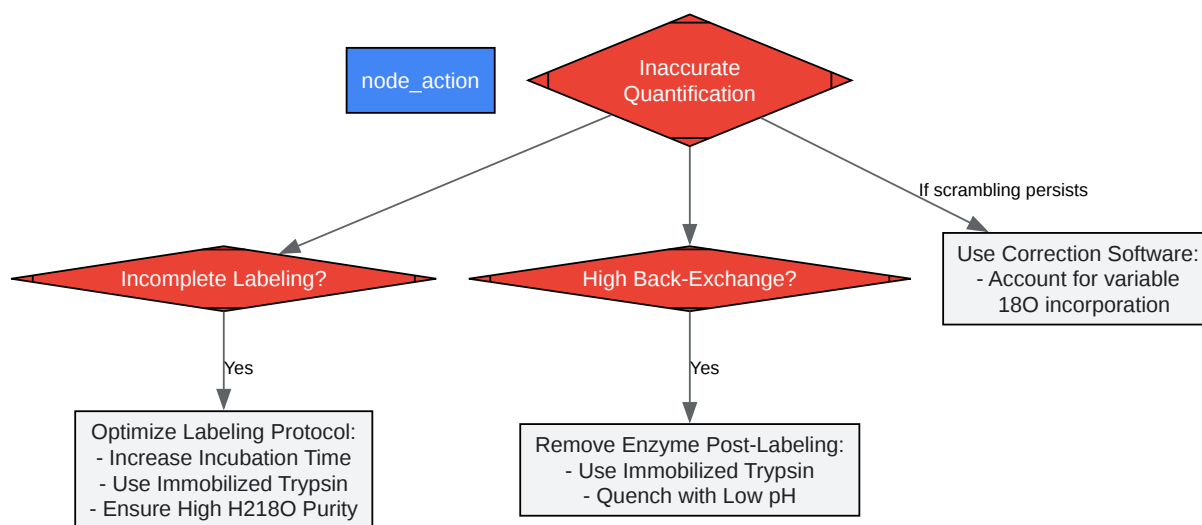 node_action
Inaccurate
Quantification
If scrambling persists
Incomplete Labeling?
High Back-Exchange?
Use Correction Software:
- Account for variable
18O incorporation
Yes
Yes
Optimize Labeling Protocol:
- Increase Incubation Time
- Use Immobilized Trypsin
- Ensure High H218O Purity
Remove Enzyme Post-Labeling:
- Use Immobilized Trypsin
- Quench with Low pH